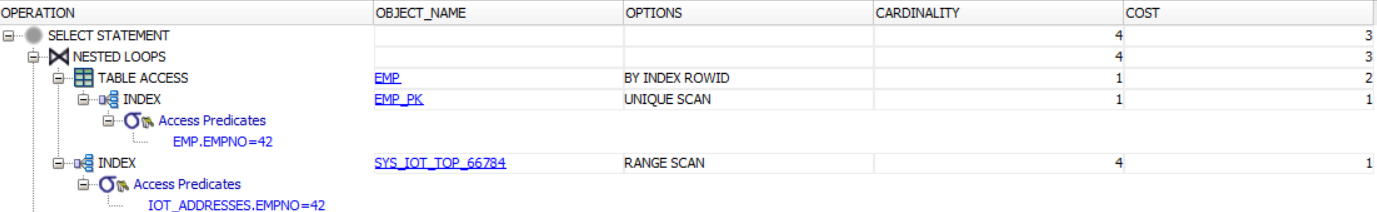 OPERATION OBJECT_NAME OPTIONS CARDINALITY COST
SELECT STATEMENT 4 3
NESTED LOOPS 4 3
TABLE ACCESS EMP BY INDEX ROWID 1 2
INDEX EMP_PK UNIQUE SCAN 1 1
Access Predicates
EMP.EMPNO=42
INDEX SYS_IOT_TOP_66784 RANGE SCAN 4 1
Access Predicates
IOT_ADDRESSES.EMPNO=42